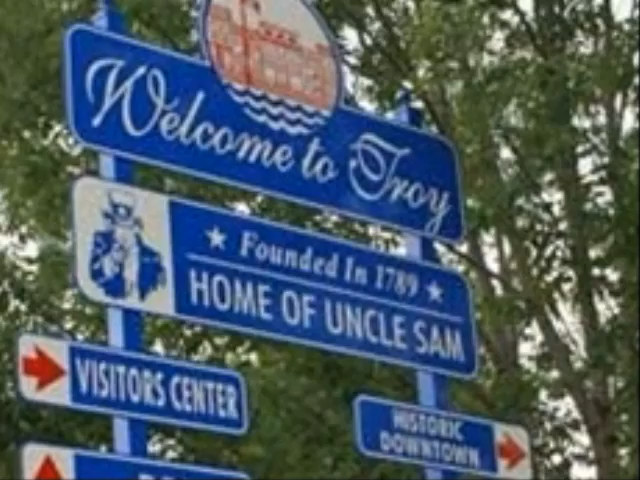 Welcome to Troy
Founded In 1789
HOME OF UNCLE SAM
VISITORS CENTER
HISTORIC
DOWNTOWN